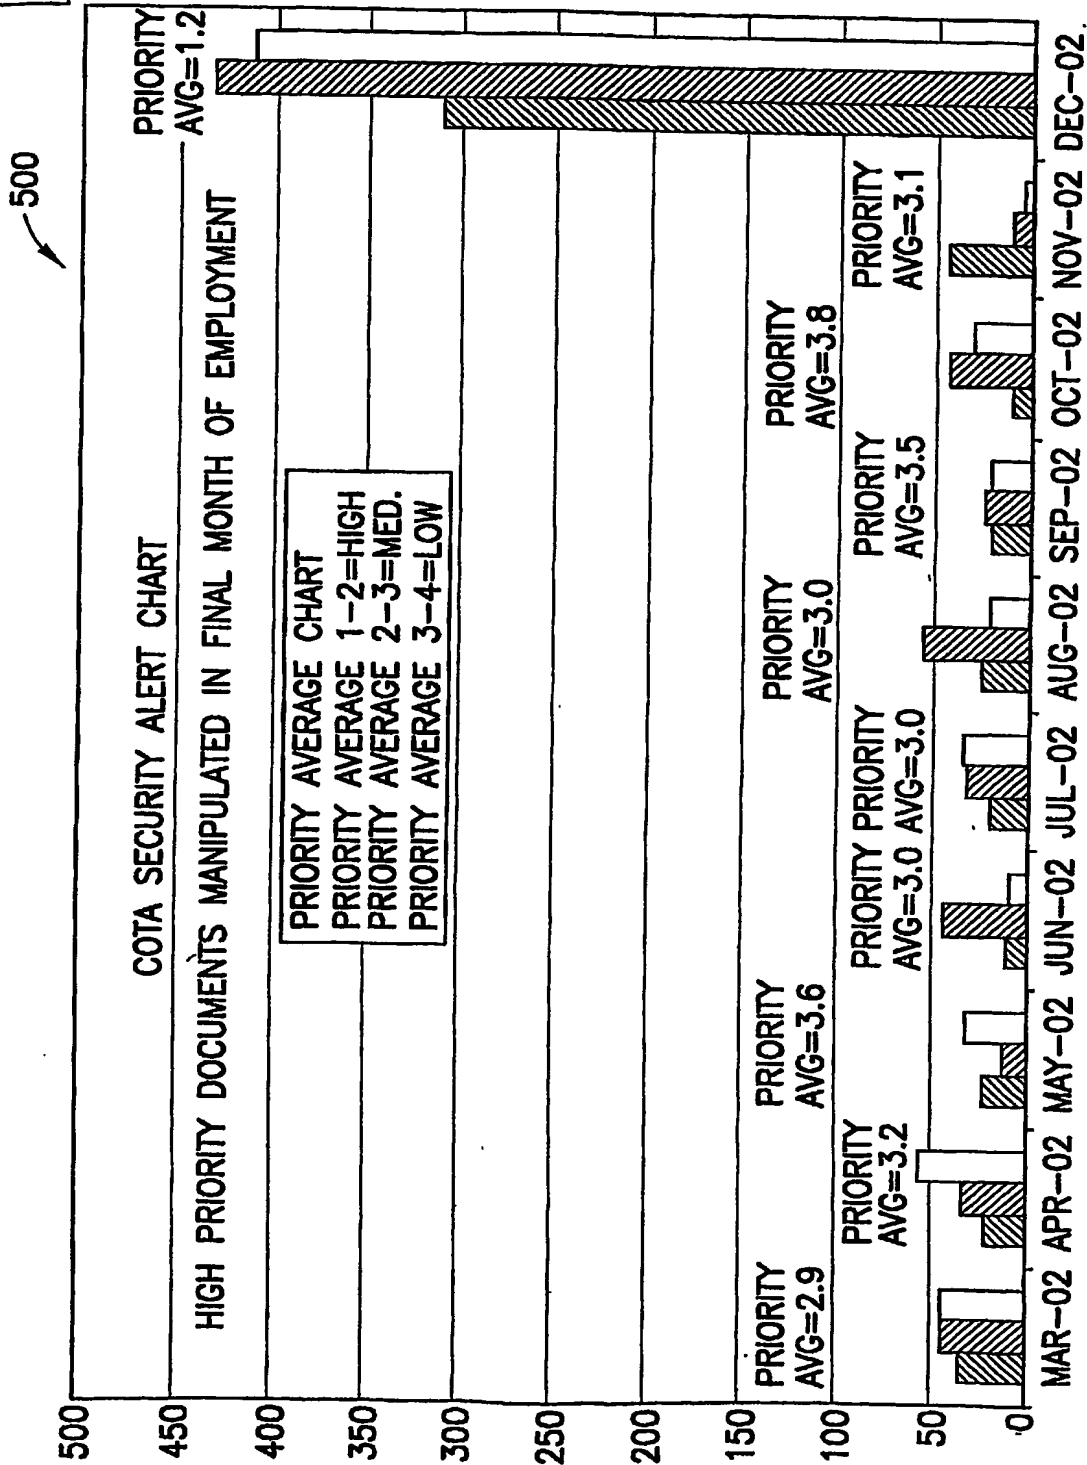 500
COTA SECURITY ALERT CHART
HIGH PRIORITY DOCUMENTS MANIPULATED IN FINAL MONTH OF EMPLOYMENT
PRIORITY
AVG=1.2
PRIORITY AVERAGE CHART
PRIORITY AVERAGE 1-2=HIGH
PRIORITY AVERAGE 2-3=MED.
PRIORITY AVERAGE 3-4=LOW
500
450
400
350
300
250
200
150
100
50
0
PRIORITY
AVG=2.9
PRIORITY
AVG=3.2
PRIORITY
AVG=3.6
PRIORITY
AVG=3.0
PRIORITY
AVG=3.0
PRIORITY
AVG=3.0
PRIORITY
AVG=3.5
PRIORITY
AVG=3.8
PRIORITY
AVG=3.1
MAR-02 APR-02 MAY-02 JUN-02 JUL-02 AUG-02 SEP-02 OCT-02 NOV-02 DEC-02